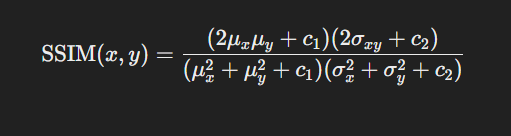 SSIM(x, y) = \frac{(2\mu_x\mu_y + c_1)(2\sigma_{xy} + c_2)}{(\mu_x^2 + \mu_y^2 + c_1)(\sigma_x^2 + \sigma_y^2 + c_2)}